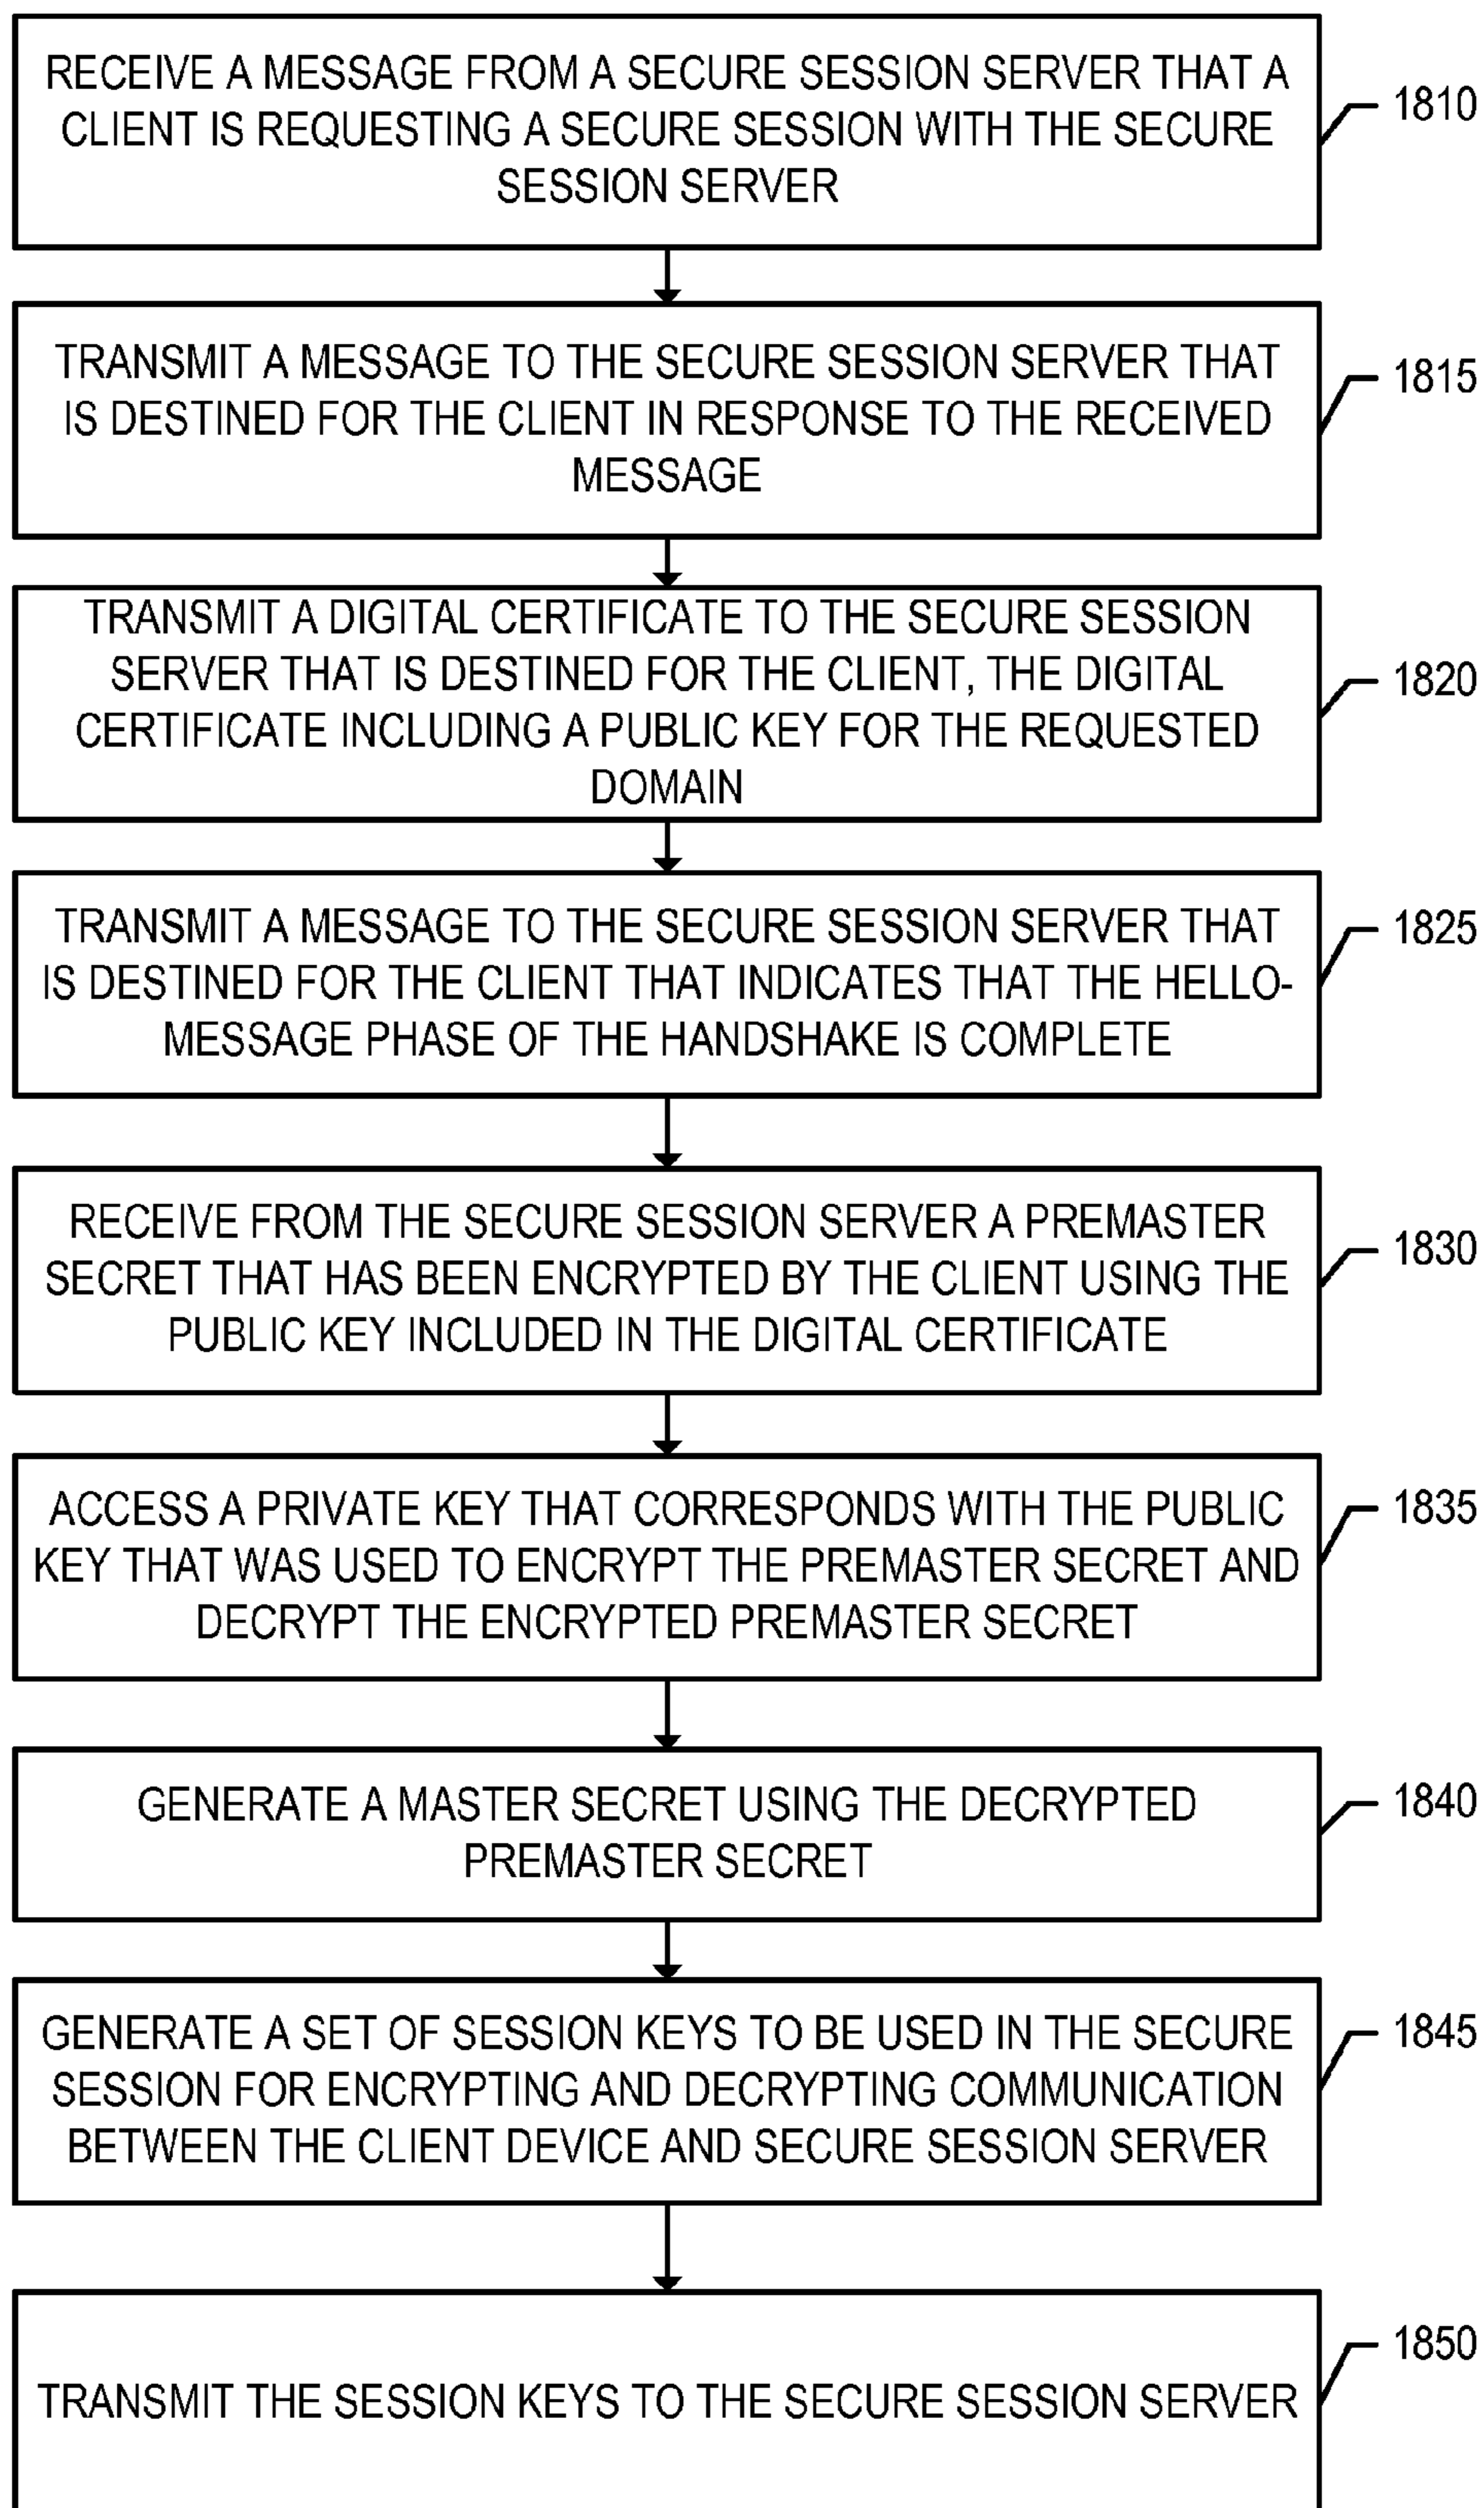 RECEIVE A MESSAGE FROM A SECURE SESSION SERVER THAT A
CLIENT IS REQUESTING A SECURE SESSION WITH THE SECURE
SESSION SERVER
1810
TRANSMIT A MESSAGE TO THE SECURE SESSION SERVER THAT
IS DESTINED FOR THE CLIENT IN RESPONSE TO THE RECEIVED
MESSAGE
1815
TRANSMIT A DIGITAL CERTIFICATE TO THE SECURE SESSION
SERVER THAT IS DESTINED FOR THE CLIENT, THE DIGITAL
CERTIFICATE INCLUDING A PUBLIC KEY FOR THE REQUESTED
DOMAIN
1820
TRANSMIT A MESSAGE TO THE SECURE SESSION SERVER THAT
IS DESTINED FOR THE CLIENT THAT INDICATES THAT THE HELLO-
MESSAGE PHASE OF THE HANDSHAKE IS COMPLETE
1825
RECEIVE FROM THE SECURE SESSION SERVER A PREMASTER
SECRET THAT HAS BEEN ENCRYPTED BY THE CLIENT USING THE
PUBLIC KEY INCLUDED IN THE DIGITAL CERTIFICATE
1830
ACCESS A PRIVATE KEY THAT CORRESPONDS WITH THE PUBLIC
KEY THAT WAS USED TO ENCRYPT THE PREMASTER SECRET AND
DECRYPT THE ENCRYPTED PREMASTER SECRET
1835
GENERATE A MASTER SECRET USING THE DECRYPTED
PREMASTER SECRET
1840
GENERATE A SET OF SESSION KEYS TO BE USED IN THE SECURE
SESSION FOR ENCRYPTING AND DECRYPTING COMMUNICATION
BETWEEN THE CLIENT DEVICE AND SECURE SESSION SERVER
1845
TRANSMIT THE SESSION KEYS TO THE SECURE SESSION SERVER
1850